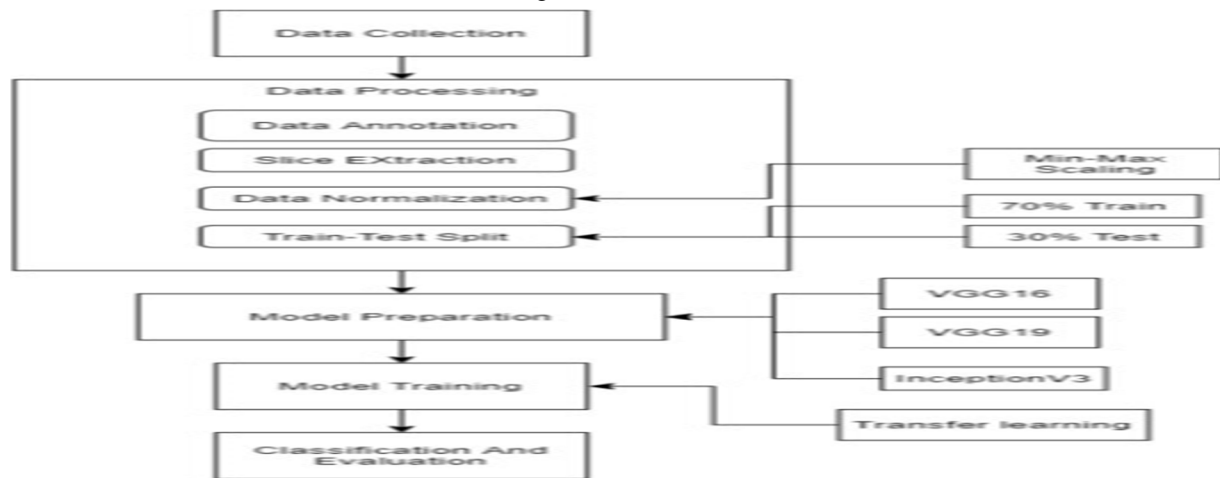 Data Collection
Data Processing
Data Annotation
Slice EXtraction
Data Normalization
Train-Test Split
Min-Max
Scaling
70% Train
30% Test
Model Preparation
VGG16
VGG19
InceptionV3
Model Training
Transfer learning
Classification And
Evaluation